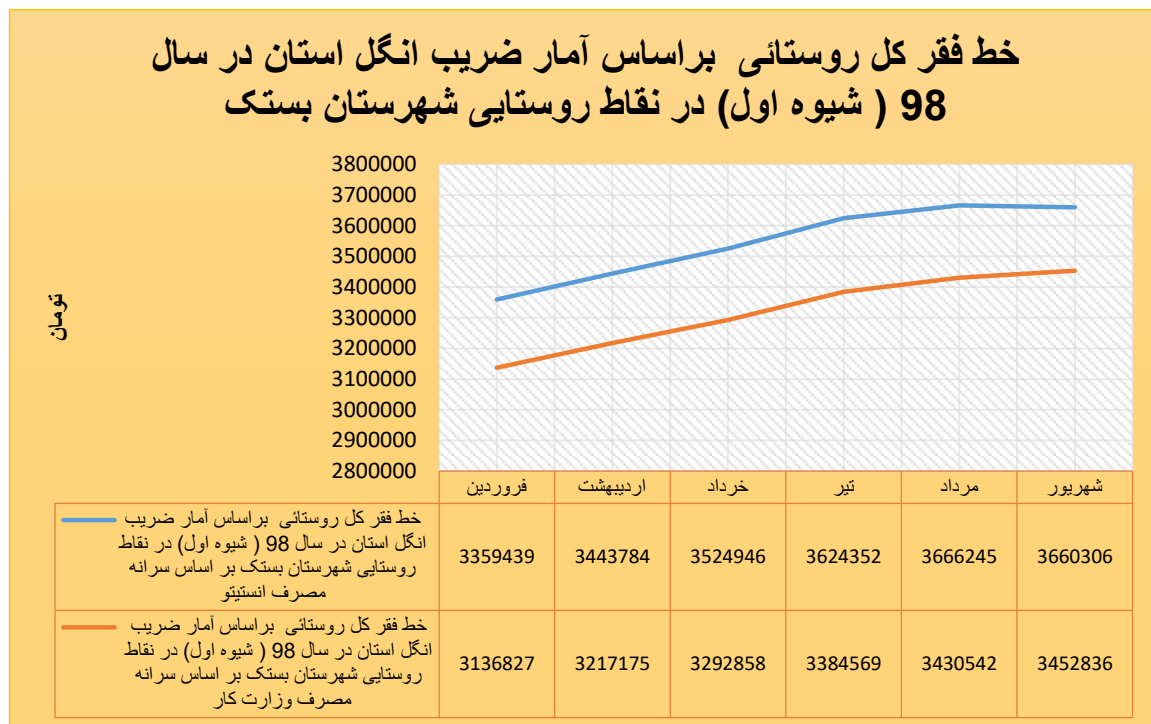 خط فقر کل روستائی براساس آمار ضریب انگل استان در سال
98 ( شیوه اول) در نقاط روستایی شهرستان بستک
تومان
3800000
3700000
3600000
3500000
3400000
3300000
3200000
3100000
3000000
2900000
2800000
فروردین اردیبهشت خرداد تیر مرداد شهریور
خط فقر کل روستائی براساس آمار ضریب
انگل استان در سال 98 ( شیوه اول) در نقاط
روستایی شهرستان بستک بر اساس سرانه
مصرف انستیتو
3359439 3443784 3524946 3624352 3666245 3660306
خط فقر کل روستائی براساس آمار ضریب
انگل استان در سال 98 ( شیوه اول) در نقاط
روستایی شهرستان بستک بر اساس سرانه
مصرف وزارت کار
3136827 3217175 3292858 3384569 3430542 3452836